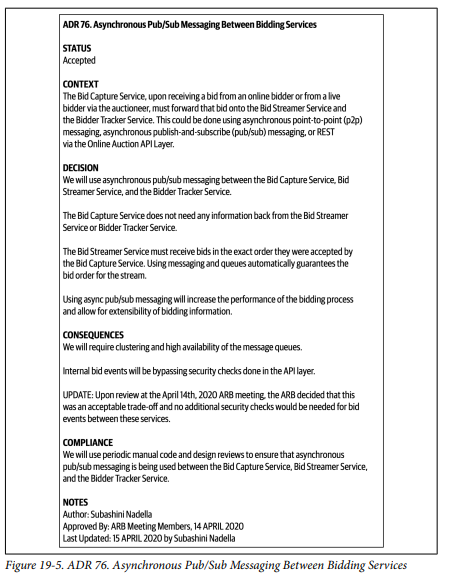 ADR 76. Asynchronous Pub/Sub Messaging Between Bidding Services
STATUS
Accepted
CONTEXT
The Bid Capture Service, upon receiving a bid from an online bidder or from a live
bidder via the auctioneer, must forward that bid onto the Bid Streamer Service and
the Bidder Tracker Service. This could be done using asynchronous point-to-point (p2p)
messaging, asynchronous publish-and-subscribe (pub/sub) messaging, or REST
via the Online Auction API Layer.
DECISION
We will use asynchronous pub/sub messaging between the Bid Capture Service, Bid
Streamer Service, and the Bidder Tracker Service.
The Bid Capture Service does not need any information back from the Bid Streamer
Service or Bidder Tracker Service.
The Bid Streamer Service must receive bids in the exact order they were accepted by
the Bid Capture Service. Using messaging and queues automatically guarantees the
bid order for the stream.
Using async pub/sub messaging will increase the performance of the bidding process
and allow for extensibility of bidding information.
CONSEQUENCES
We will require clustering and high availability of the message queues.
Internal bid events will be bypassing security checks done in the API layer.
UPDATE: Upon review at the April 14th, 2020 ARB meeting, the ARB decided that this
was an acceptable trade-off and no additional security checks would be needed for bid
events between these services.
COMPLIANCE
We will use periodic manual code and design reviews to ensure that asynchronous
pub/sub messaging is being used between the Bid Capture Service, Bid Streamer Service,
and the Bidder Tracker Service.
NOTES
Author: Subashini Nadella
Approved By: ARB Meeting Members, 14 APRIL 2020
Last Updated: 15 APRIL 2020 by Subashini Nadella
Figure 19-5. ADR 76. Asynchronous Pub/Sub Messaging Between Bidding Services